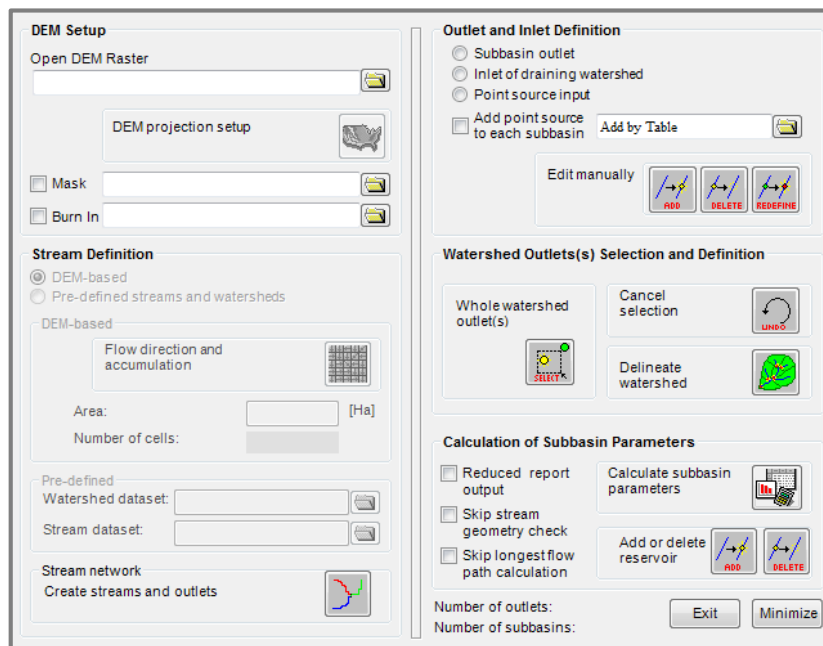 DEM Setup
Open DEM Raster
DEM projection setup
Mask
Burn In
Stream Definition
DEM-based
Pre-defined streams and watersheds
DEM-based
Flow direction and
accumulation
Area:
[Ha]
Number of cells:
Pre-defined
Watershed dataset:
Stream dataset:
Stream network
Create streams and outlets
Outlet and Inlet Definition
Subbasin outlet
Inlet of draining watershed
Point source input
Add point source
to each subbasin
Add by Table
Edit manually
ADD
DELETE
REDEFINE
Watershed Outlets(s) Selection and Definition
Whole watershed
outlet(s)
SELECT
Cancel
selection
UNDO
Delineate
watershed
Calculation of Subbasin Parameters
Reduced report
output
Skip stream
geometry check
Skip longest flow
path calculation
Calculate subbasin
parameters
Add or delete
reservoir
ADD
DELETE
Number of outlets:
Number of subbasins:
Exit
Minimize